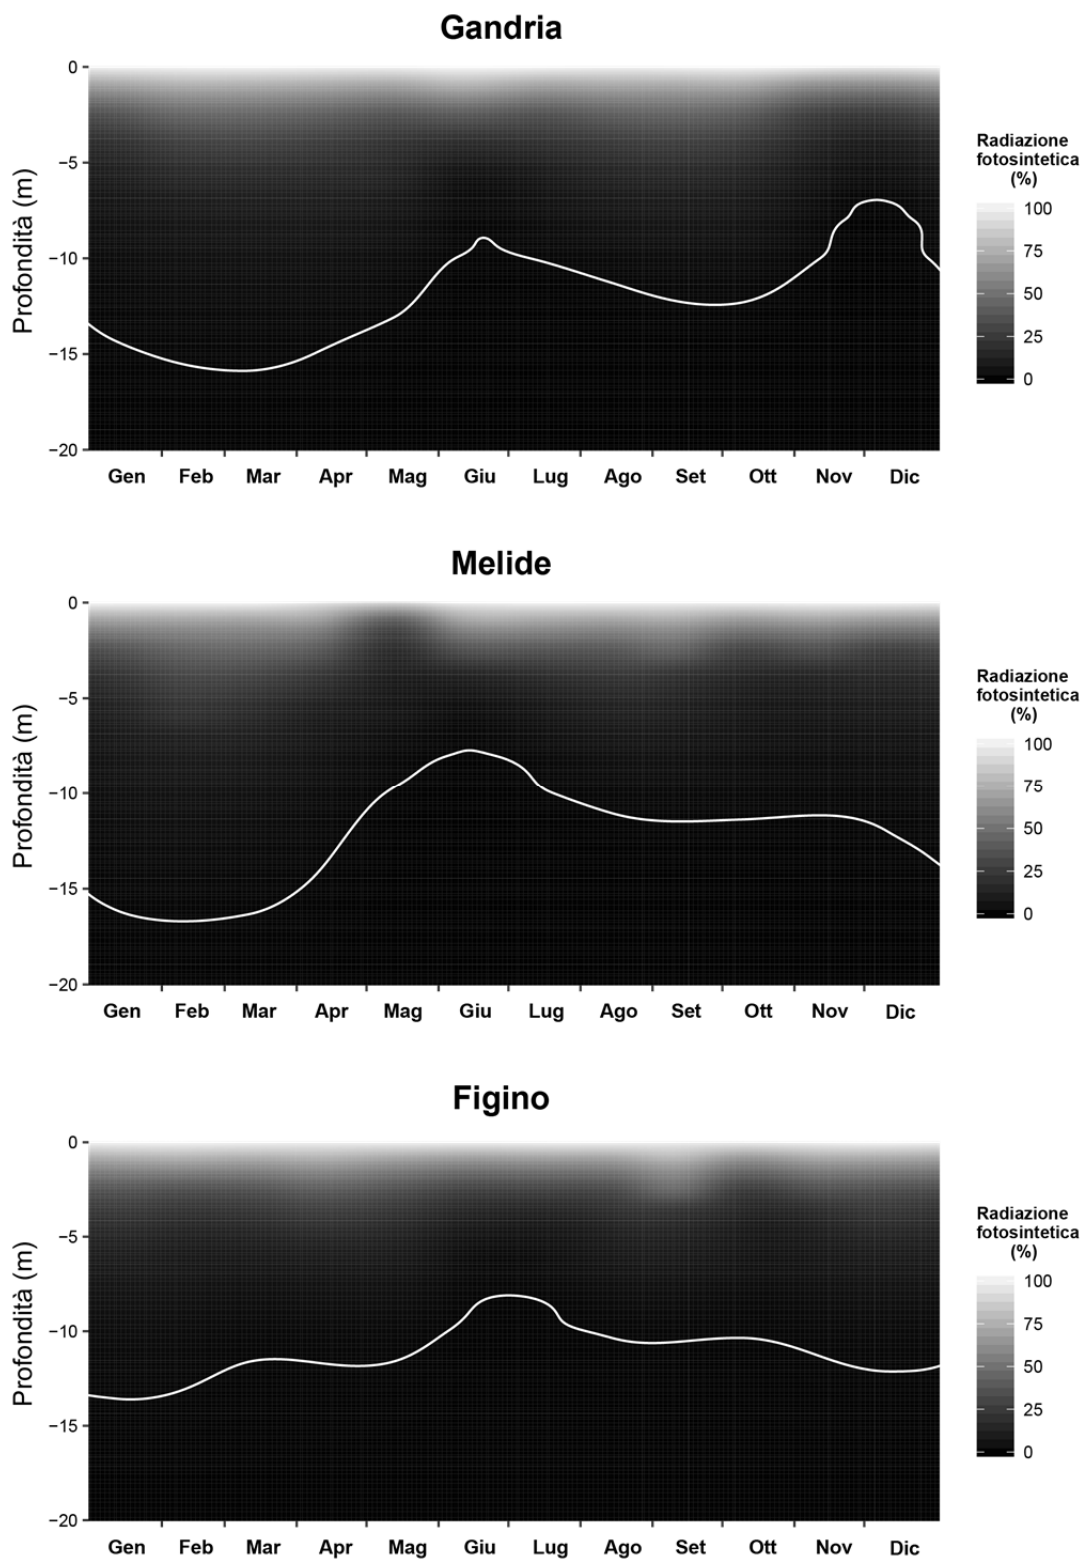 Gandria
0
−5
−10
−15
−20
Profondità (m)
Gen Feb Mar Apr Mag Giu Lug Ago Set Ott Nov Dic
Radiazione
fotosintetica
(%)
100
75
50
25
0
Melide
0
−5
−10
−15
−20
Profondità (m)
Gen Feb Mar Apr Mag Giu Lug Ago Set Ott Nov Dic
Radiazione
fotosintetica
(%)
100
75
50
25
0
Figino
0
−5
−10
−15
−20
Profondità (m)
Gen Feb Mar Apr Mag Giu Lug Ago Set Ott Nov Dic
Radiazione
fotosintetica
(%)
100
75
50
25
0